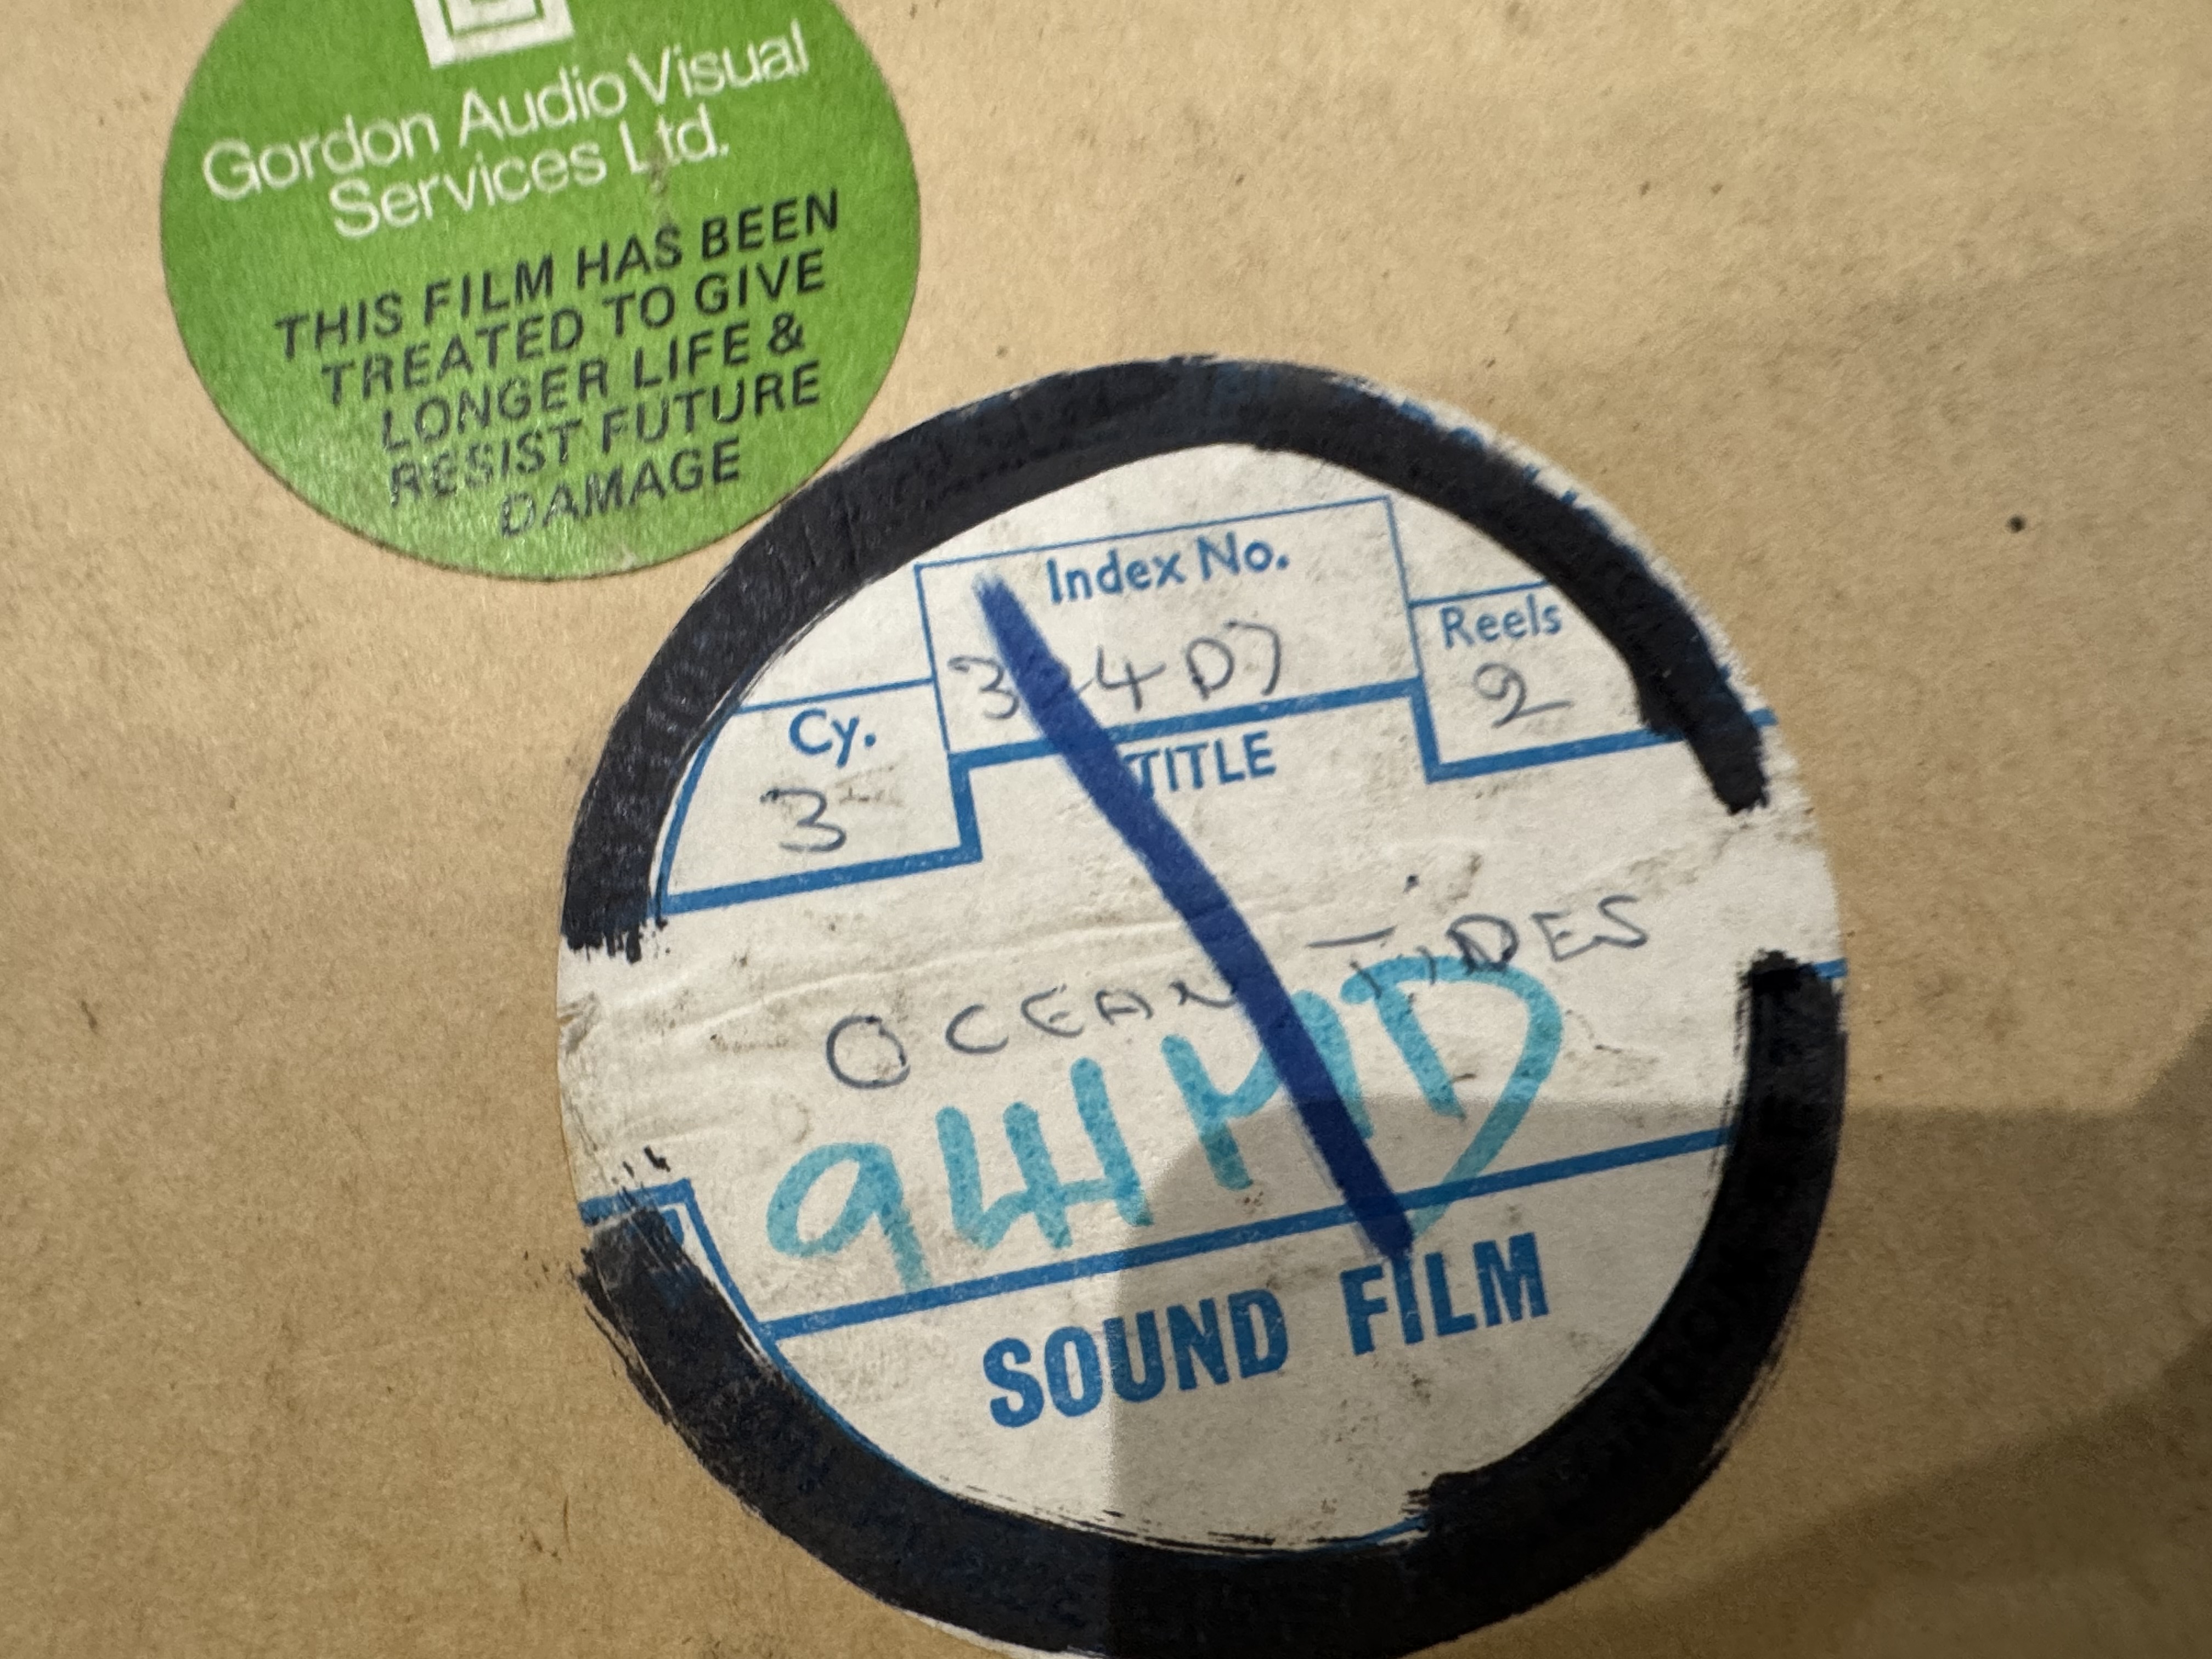 Gordon Audio Visual
Services Ltd.
THIS FILM HAS BEEN
TREATED TO GIVE
LONGER LIFE &
RESIST FUTURE
DAMAGE
Index No.
Reels
2
Cy.
3
TITLE
OCEAN TIDES
SOUND FILM